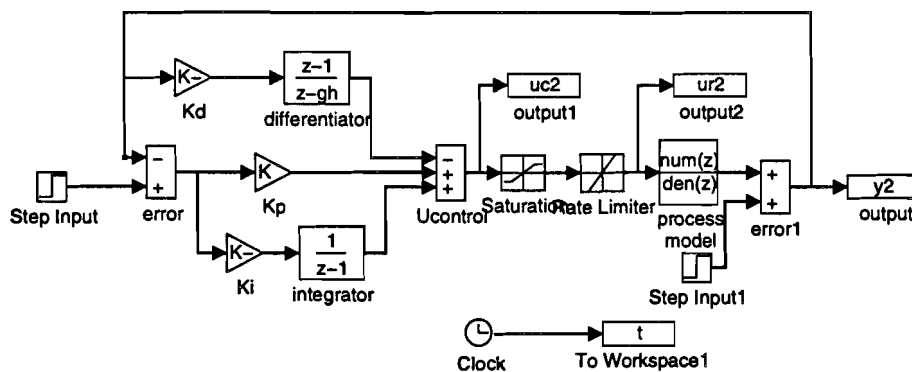 K-
Kd
z-1
z-gh
differentiator
uc2
output1
ur2
output2
-
+
error
Step Input
K
Kp
K-
Ki
1
z-1
integrator
-
+
+
Ucontrol
Saturation
Rate Limiter
num(z)
den(z)
process
model
+
+
error1
y2
output
Step Input1
Clock
t
To Workspace1